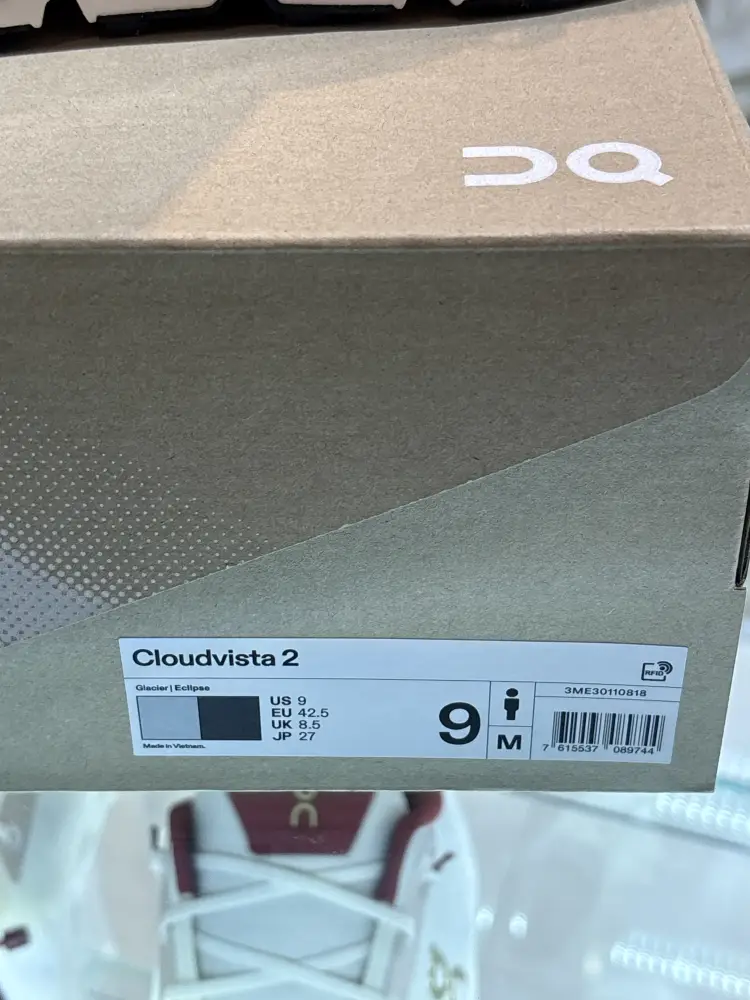 On
Cloudvista 2
RFID
Glacier | Eclipse
US 9
EU 42.5
UK 8.5
JP 27
Made in Vietnam.
9
M
3ME30110818
7 615537 089744